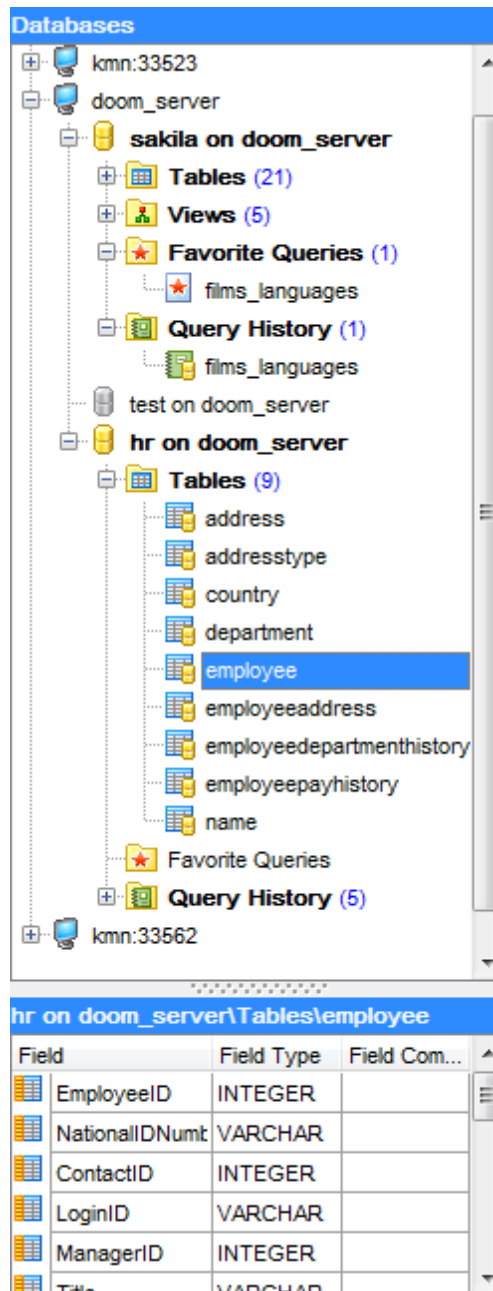 Databases
kmn:33523
doom_server
sakila on doom_server
Tables (21)
Views (5)
Favorite Queries (1)
films_languages
Query History (1)
films_languages
test on doom_server
hr on doom_server
Tables (9)
address
addresstype
country
department
employee
employeeaddress
employeedepartmenthistory
employeepayhistory
name
Favorite Queries
Query History (5)
kmn:33562
hr on doom_server\Tables\employee
Field Field Type Field Com...
EmployeeID INTEGER
NationalIDNumb VARCHAR
ContactID INTEGER
LoginID VARCHAR
ManagerID INTEGER
Title VARCHAR